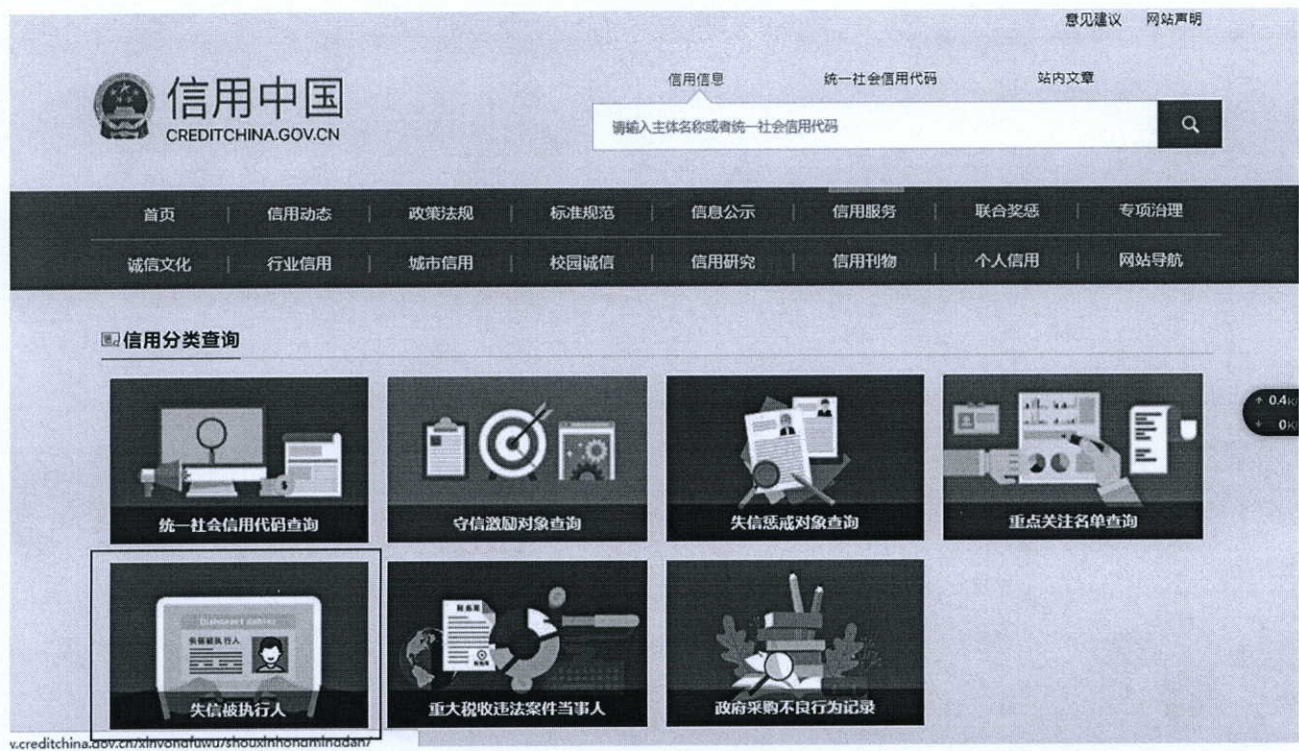 意见建议 网站声明
信用信息 统一社会信用代码 站内文章
信用中国
CREDITCHINA.GOV.CN
请输入主体名称或者统一社会信用代码
首页 信用动态 政策法规 标准规范 信息公示 信用服务 联合奖惩 专项治理
诚信文化 行业信用 城市信用 校园诚信 信用研究 信用刊物 个人信用 网站导航
信用分类查询
↑ 0.4K/
↓ 0K/
统一社会信用代码查询 守信激励对象查询 失信惩戒对象查询 重点关注名单查询
失信被执行人
失信被执行人 重大税收违法案件当事人 政府采购不良行为记录
v.creditchina.gov.cn/xinyongfuwu/shouxinhongmingdan/